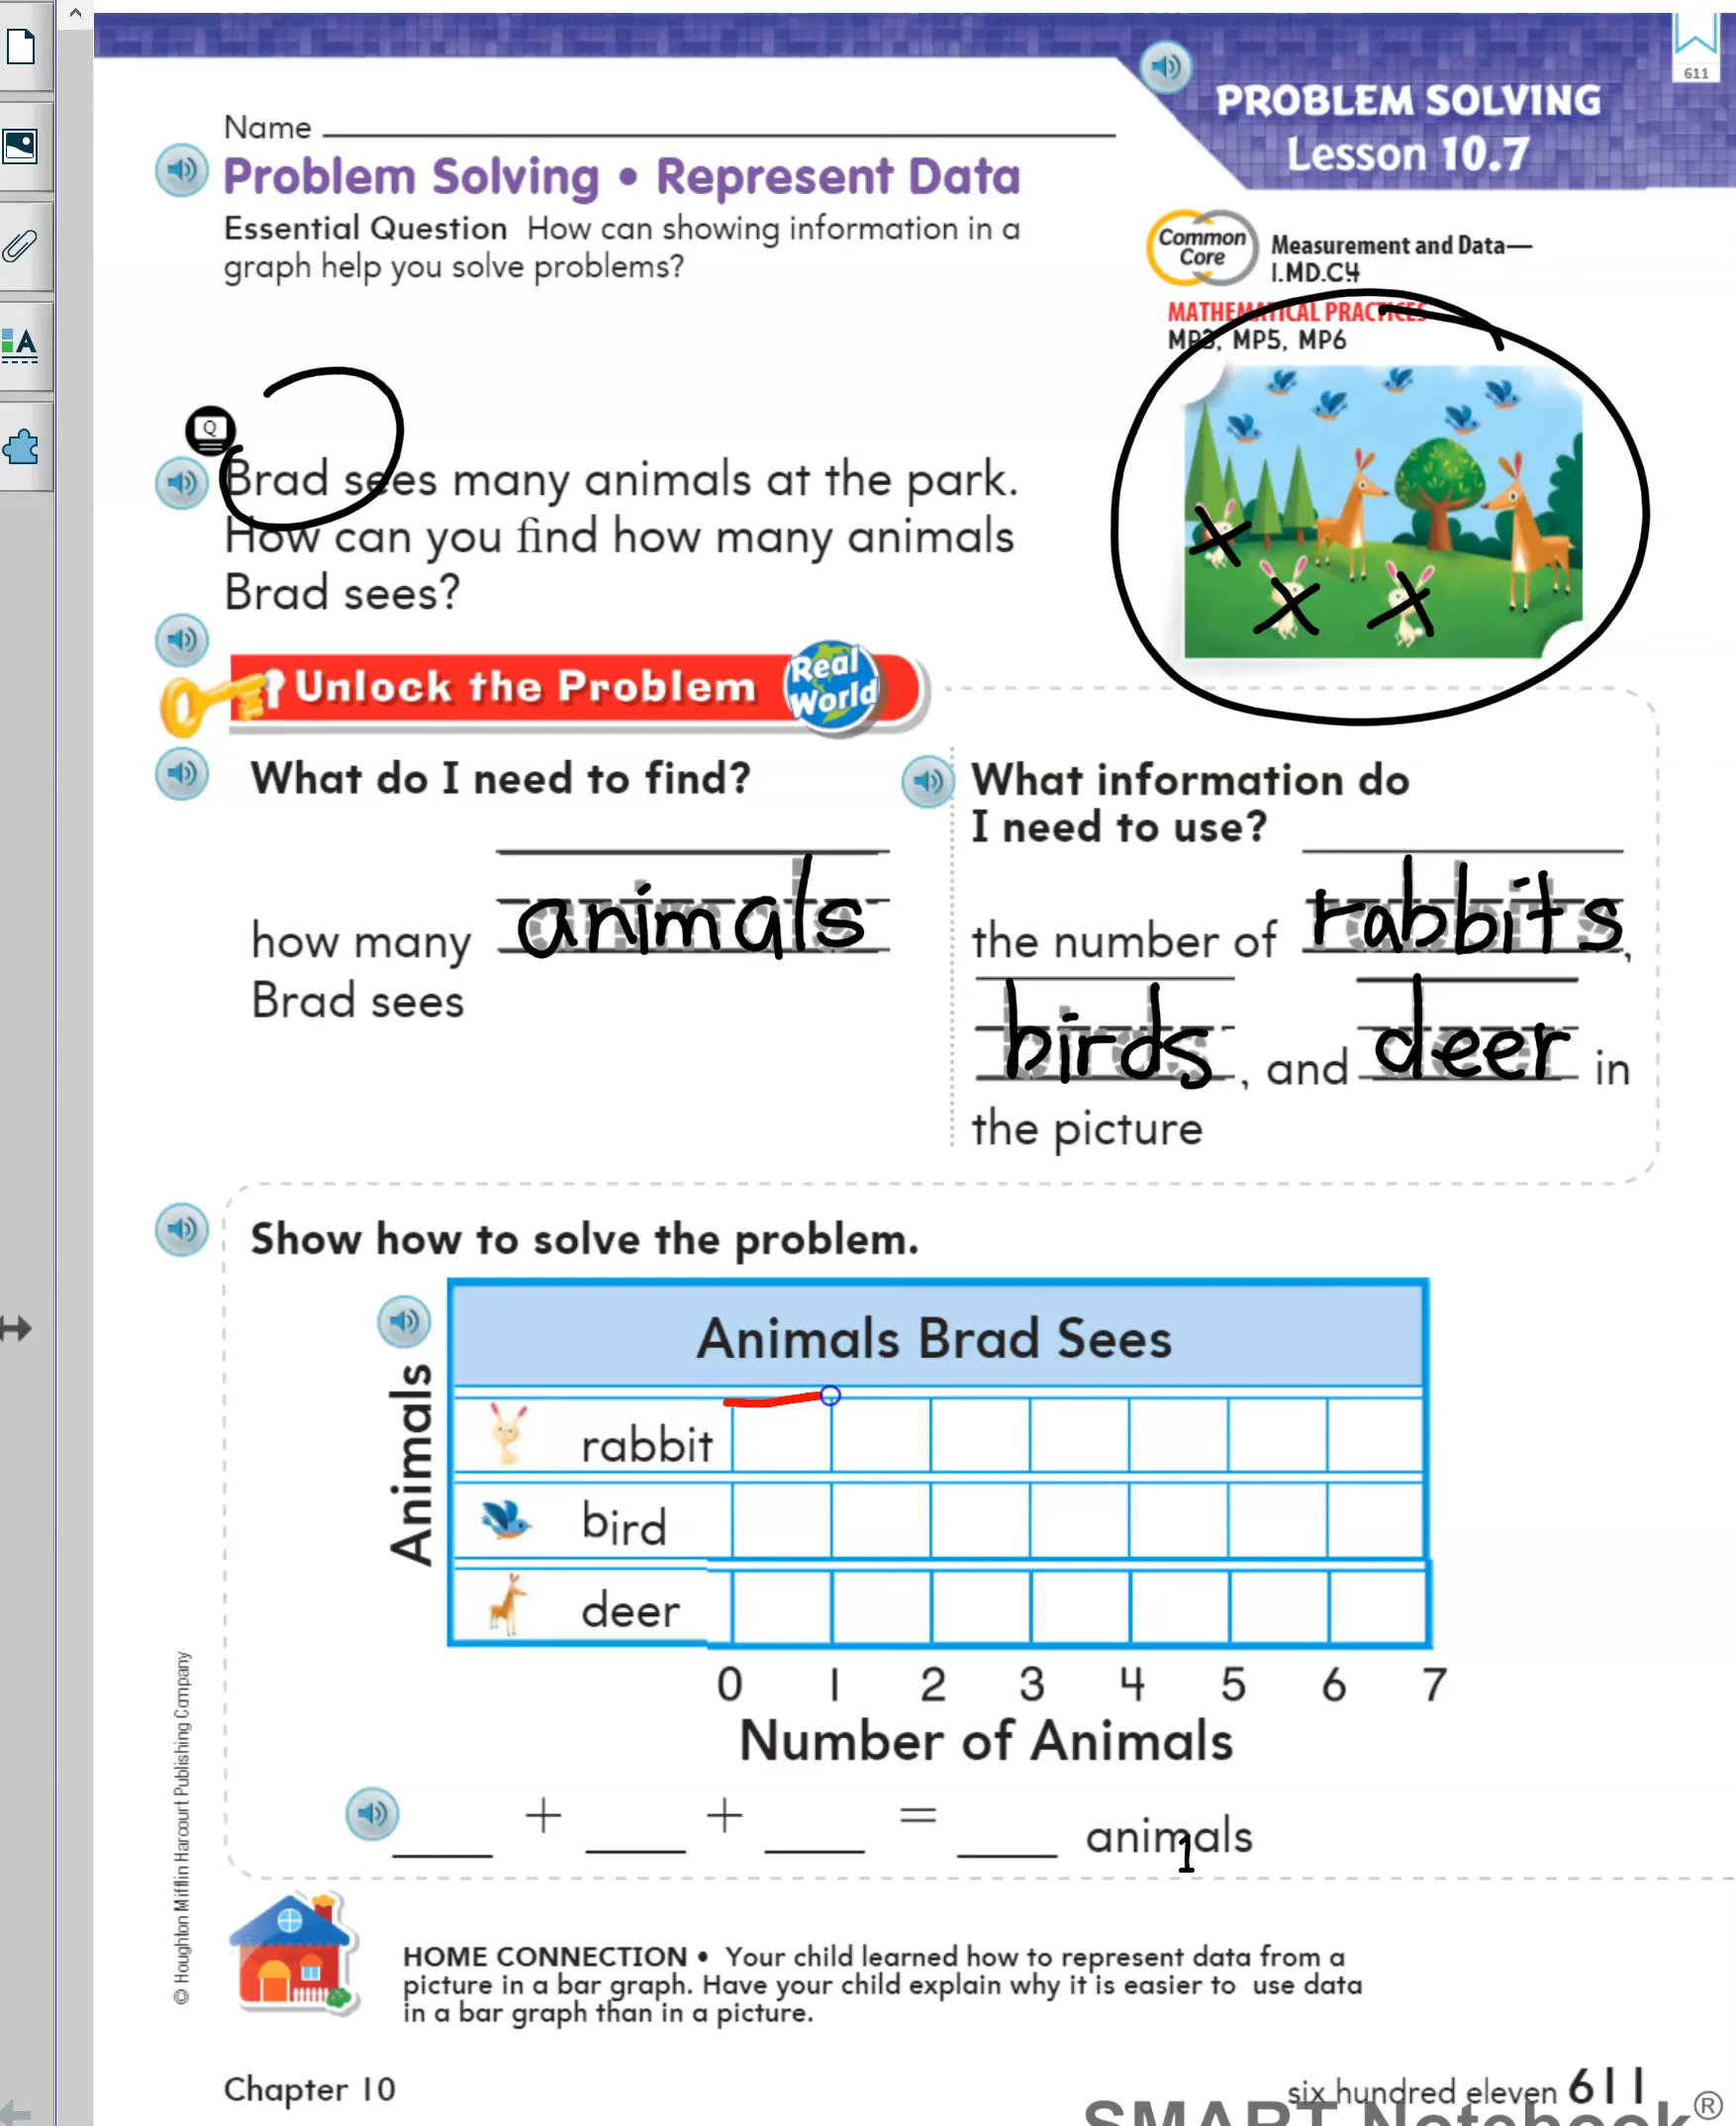 611
PROBLEM SOLVING
Lesson 10.7
Name
Problem Solving • Represent Data
Essential Question How can showing information in a
graph help you solve problems?
Common
Core
Measurement and Data—
1.MD.C4
MATHEMATICAL PRACTICES
MP3, MP5, MP6
Q
Brad sees many animals at the park.
How can you find how many animals
Brad sees?
Unlock the Problem
Real
World
What do I need to find?
how many animals
Brad sees
What information do
I need to use?
the number of rabbits,
birds, and deer in
the picture
Show how to solve the problem.
Animals Brad Sees
Animals
rabbit
bird
deer
0 1 2 3 4 5 6 7
Number of Animals
___ + ___ + ___ = ___ animals
1
© Houghton Mifflin Harcourt Publishing Company
HOME CONNECTION • Your child learned how to represent data from a
picture in a bar graph. Have your child explain why it is easier to use data
in a bar graph than in a picture.
Chapter 10
six hundred eleven 611
SMART Notebook®